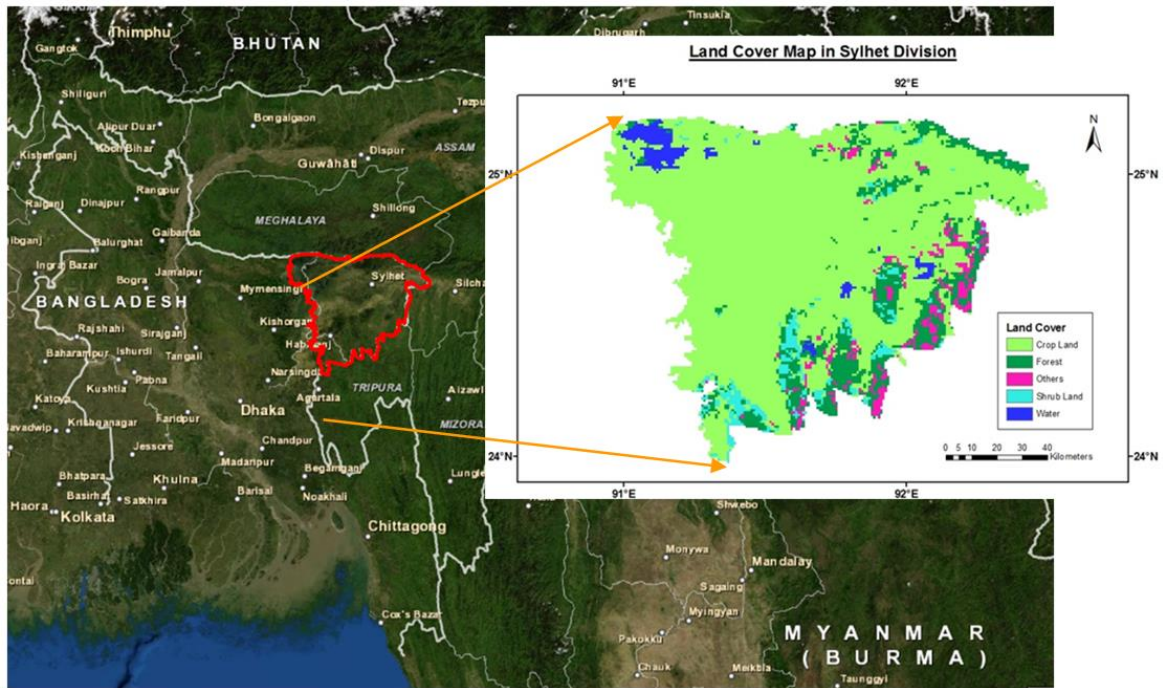 Thimphu
Gangtok
BHUTAN
Dibrugarh
Tinsukia
Shiliguri
Alipur Duar
Koch Bihar
Bongaigaon
Tezpu
Kishanganj
Dispur
ASSAM
Guwāhāti
Rangpur
Raiganj
Dinajpur
Shillong
MEGHALAYA
Balurghat
Gaibanda
Ingraj Bazar
Bogra
Jamalpur
Sylhet
Silcha
Mymensingh
BANGLADESH
Kishorgan
Rajshahi
Sirajganj
Habiganj
Baharampur
Ishurdi
Tangail
Pabna
Narsingdi
Kushtia
TRIPURA
Aizawl
Katoya
Agartala
Dhaka
Faridpur
MIZORA
Krishnanagar
Chandpur
Jessore
Madaripur
Begamganj
Bhatpara
Khulna
Lungle
Basirhat
Satkhira
Barisal
Noakhali
Haora
Kolkata
Chittagong
Cox's Bazar
Shwebo
Monywa
Mandalay
Sagaing
Myingyan
Pakokku
MYANMAR
(BURMA)
Chauk
Meiktila
Taunggyi
Land Cover Map in Sylhet Division
91°E
92°E
N
25°N
25°N
Land Cover
Crop Land
Forest
Others
Shrub Land
Water
0 5 10 20 30 40
Kilometers
24°N
24°N
91°E
92°E